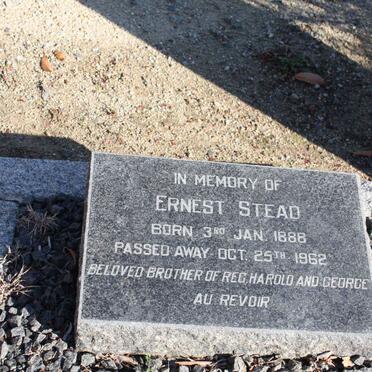 IN MEMORY OF
ERNEST STEAD
BORN 3RD JAN. 1888
PASSED AWAY OCT. 25TH 1962
BELOVED BROTHER OF REG, HAROLD AND GEORGE
AU REVOIR